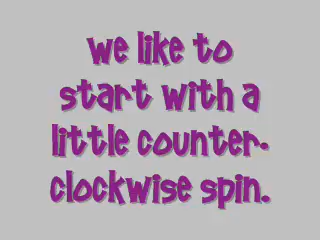 we like to
start with a
little counter-
clockwise spin.